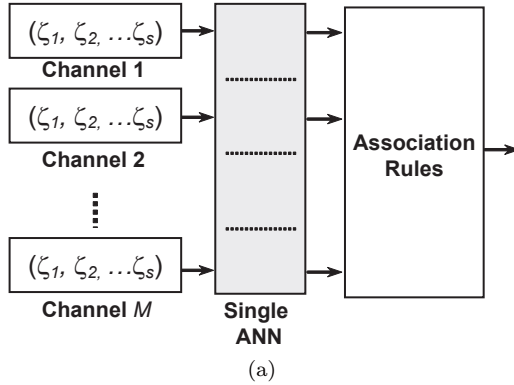 (ζ1, ζ2, ...ζs)
Channel 1
(ζ1, ζ2, ...ζs)
Channel 2
(ζ1, ζ2, ...ζs)
Channel M
Single
ANN
Association
Rules
(a)